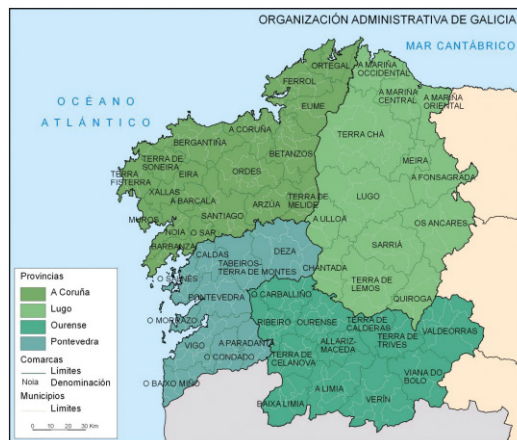 ORGANIZACIÓN ADMINISTRATIVA DE GALICIA
MAR CANTÁBRICO
OCÉANO
ATLÁNTICO
ORTEGAL
A MARIÑA
OCCIDENTAL
FERROL
A MARIÑA
CENTRAL
A MARIÑA
ORIENTAL
EUME
A CORUÑA
TERRA CHÁ
BERGANTIÑA
BETANZOS
TERRA DE
SONEIRA
MEIRA
TERRA
FISTERRA
EIRA
ORDES
A FONSAGRADA
XALLAS
A BARCALA
ARZÚA
TERRA DE
MELIDE
LUGO
MUROS
SANTIAGO
A ULLOA
OS ANCARES
NOIA
O SAR
BARBANZA
CALDAS
DEZA
SARRIÁ
TABEIROS-
TERRA DE MONTES
CHANTADA
TERRA DE
LEMOS
PONTEVEDRA
O CARBALLIÑO
QUIROGA
O MORRAZO
RIBEIRO
OURENSE
TERRA DE
CALDERAS
VALDEORRAS
VIGO
A PARADANTA
ALLARIZ-
MACEDA
TERRA DE
TRIVES
O CONDADO
TERRA DE
CELANOVA
VIANA DO
BOLO
O BAIXO MIÑO
A LIMIA
BAIXA LIMIA
VERÍN
Provincias
A Coruña
Lugo
Ourense
Pontevedra
Comarcas
Límites
Noia Denominación
Municipios
Límites
0 10 20 30 Km